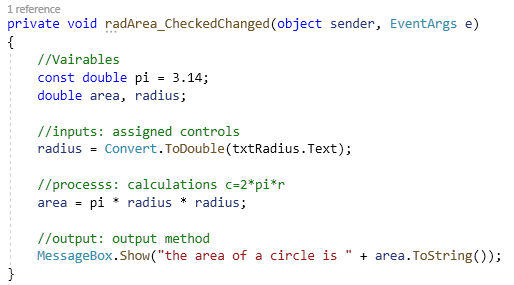 1 reference
private void radArea_CheckedChanged(object sender, EventArgs e)
{
//Vairables
const double pi = 3.14;
double area, radius;
//inputs: assigned controls
radius = Convert.ToDouble(txtRadius.Text);
//processs: calculations c=2*pi*r
area = pi * radius * radius;
//output: output method
MessageBox.Show("the area of a circle is " + area.ToString());
}